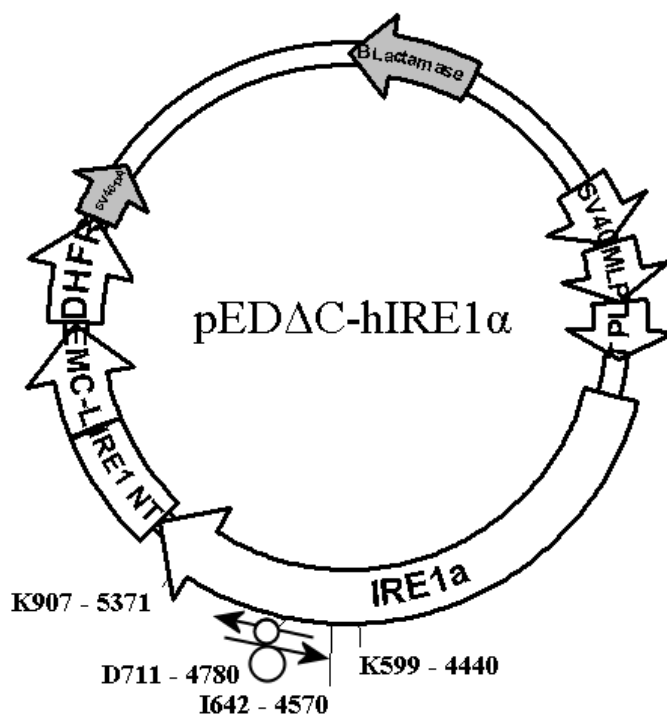 BLactamase
SV40
MLP
SV40pA
DHFR
pEDΔC-hIRE1α
EMC-L
IRE1 NT
IRE1a
K907 - 5371
K599 - 4440
D711 - 4780
I642 - 4570